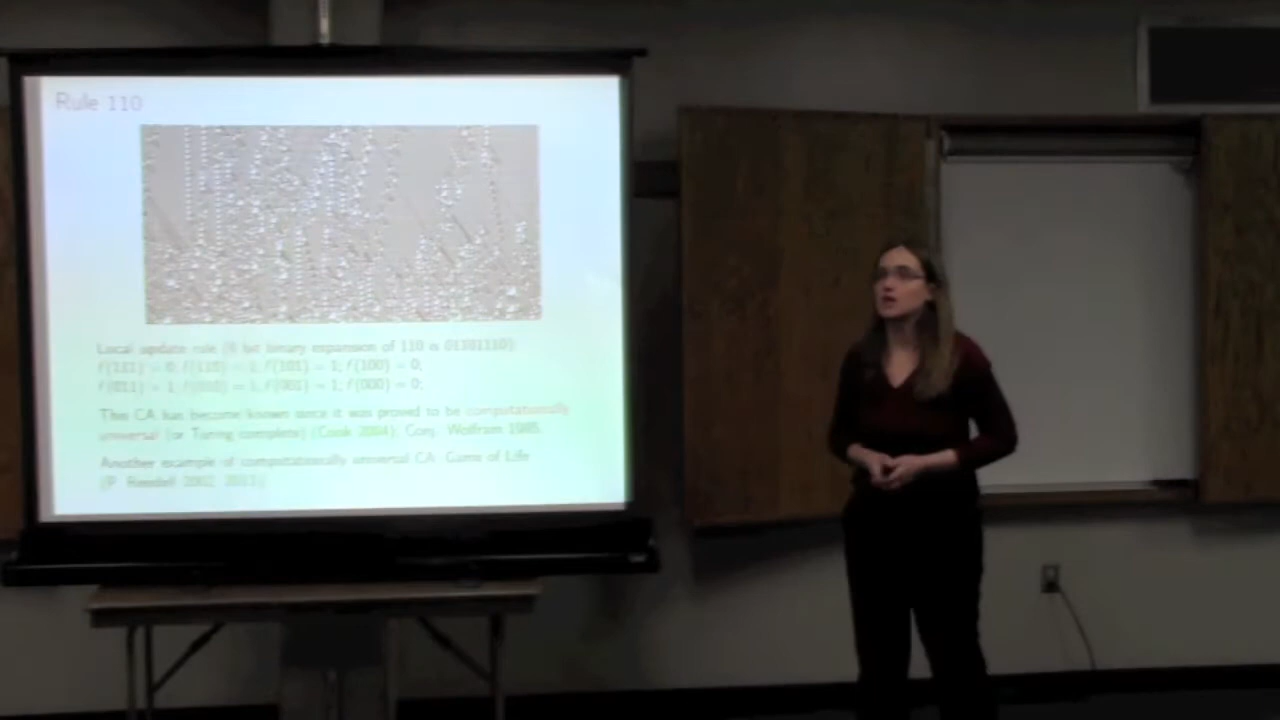 Rule 110
Local update rule (8 bit binary expansion of 110 is 01101110)
f(111) = 0; f(110) = 1; f(101) = 1; f(100) = 0;
f(011) = 1; f(010) = 1; f(001) = 1; f(000) = 0;
This CA has become known since it was proved to be computationally
universal (or Turing complete) (Cook 2004). Conj. Wolfram 1985.
Another example of computationally universal CA: Game of Life
(P. Rendell 2002, 2011)